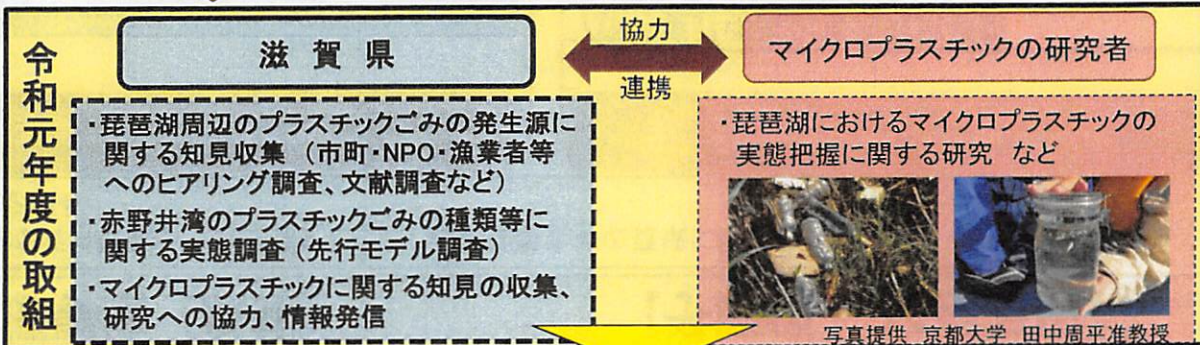 令和元年度の取組
滋賀県
協力
連携
マイクロプラスチックの研究者
・琵琶湖周辺のプラスチックごみの発生源に
関する知見収集（市町・NPO・漁業者等
へのヒアリング調査、文献調査など）
・赤野井湾のプラスチックごみの種類等に
関する実態調査（先行モデル調査）
・マイクロプラスチックに関する知見の収集、
研究への協力、情報発信
・琵琶湖におけるマイクロプラスチックの
実態把握に関する研究 など
写真提供 京都大学 田中周平准教授